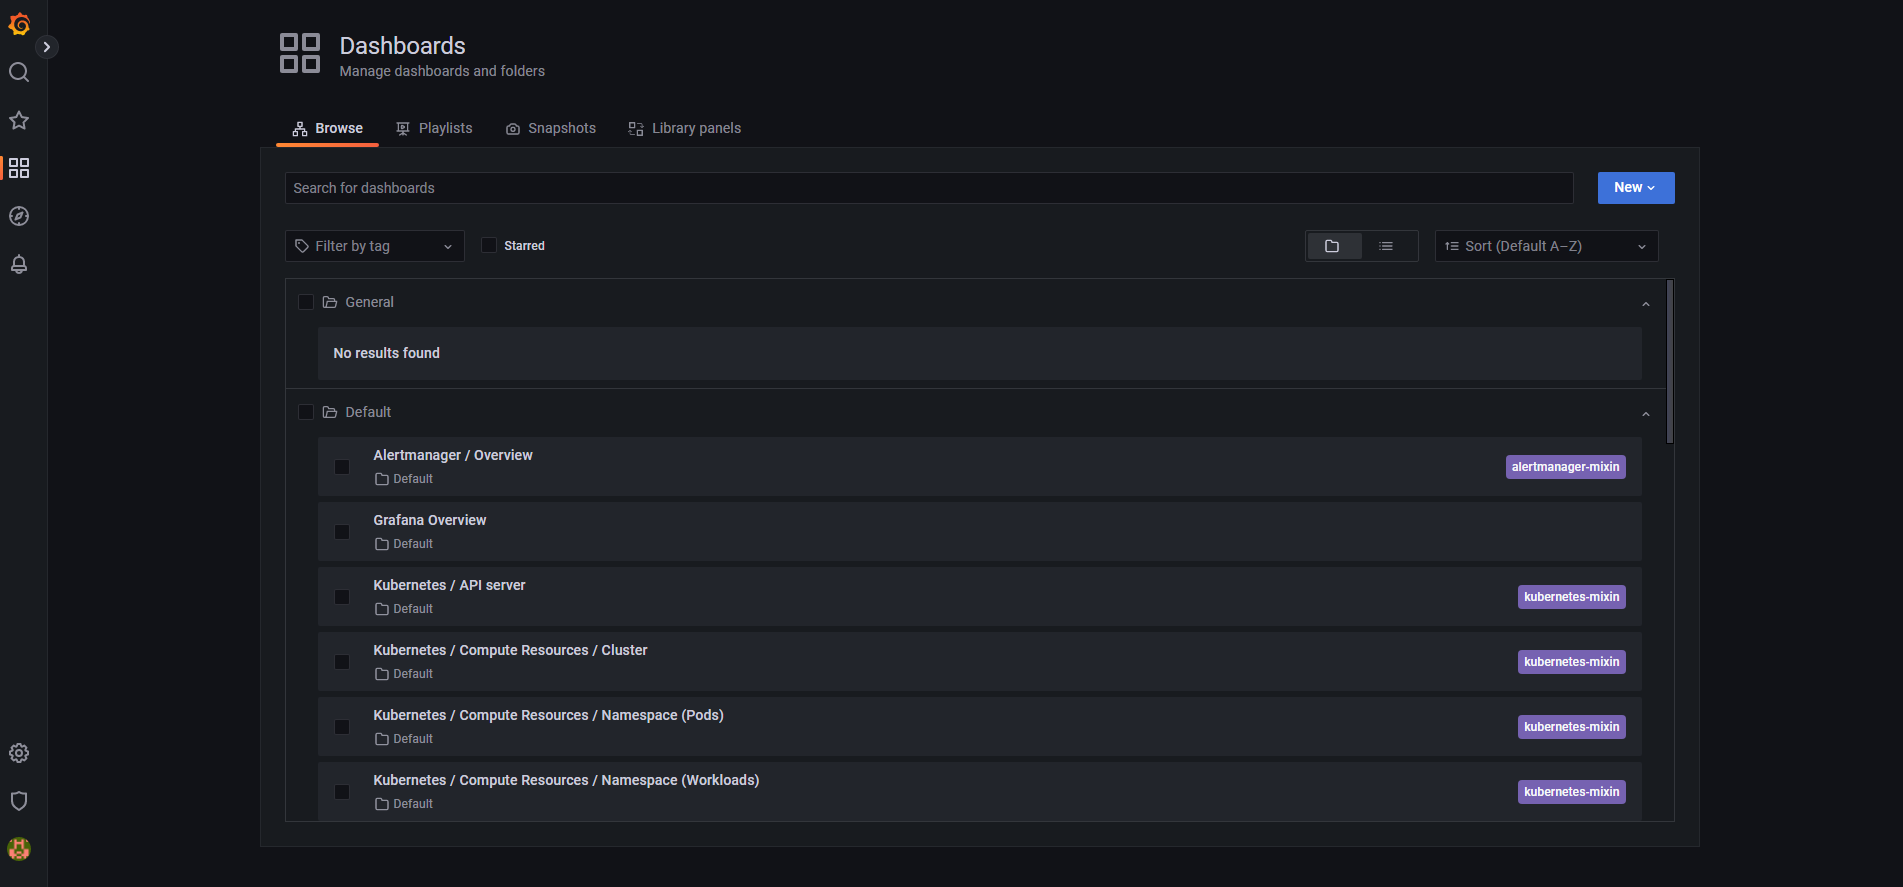 Dashboards
Manage dashboards and folders
Browse
Playlists
Snapshots
Library panels
Search for dashboards
New
Filter by tag
Starred
Sort (Default A–Z)
General
No results found
Default
Alertmanager / Overview
alertmanager-mixin
Default
Grafana Overview
Default
Kubernetes / API server
kubernetes-mixin
Default
Kubernetes / Compute Resources / Cluster
kubernetes-mixin
Default
Kubernetes / Compute Resources / Namespace (Pods)
kubernetes-mixin
Default
Kubernetes / Compute Resources / Namespace (Workloads)
kubernetes-mixin
Default